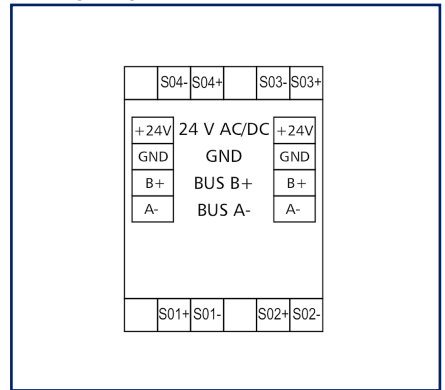 S04- S04+ S03- S03+
+24V 24 V AC/DC +24V
GND GND GND
B+ BUS B+ B+
A- BUS A- A-
S01+ S01- S02+ S02-